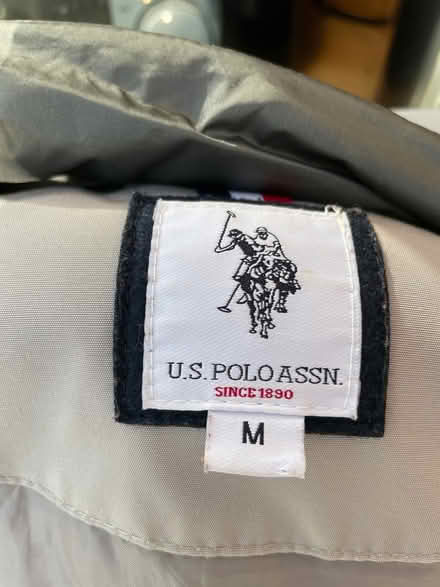 U.S. POLO ASSN.
SINCE 1890
M